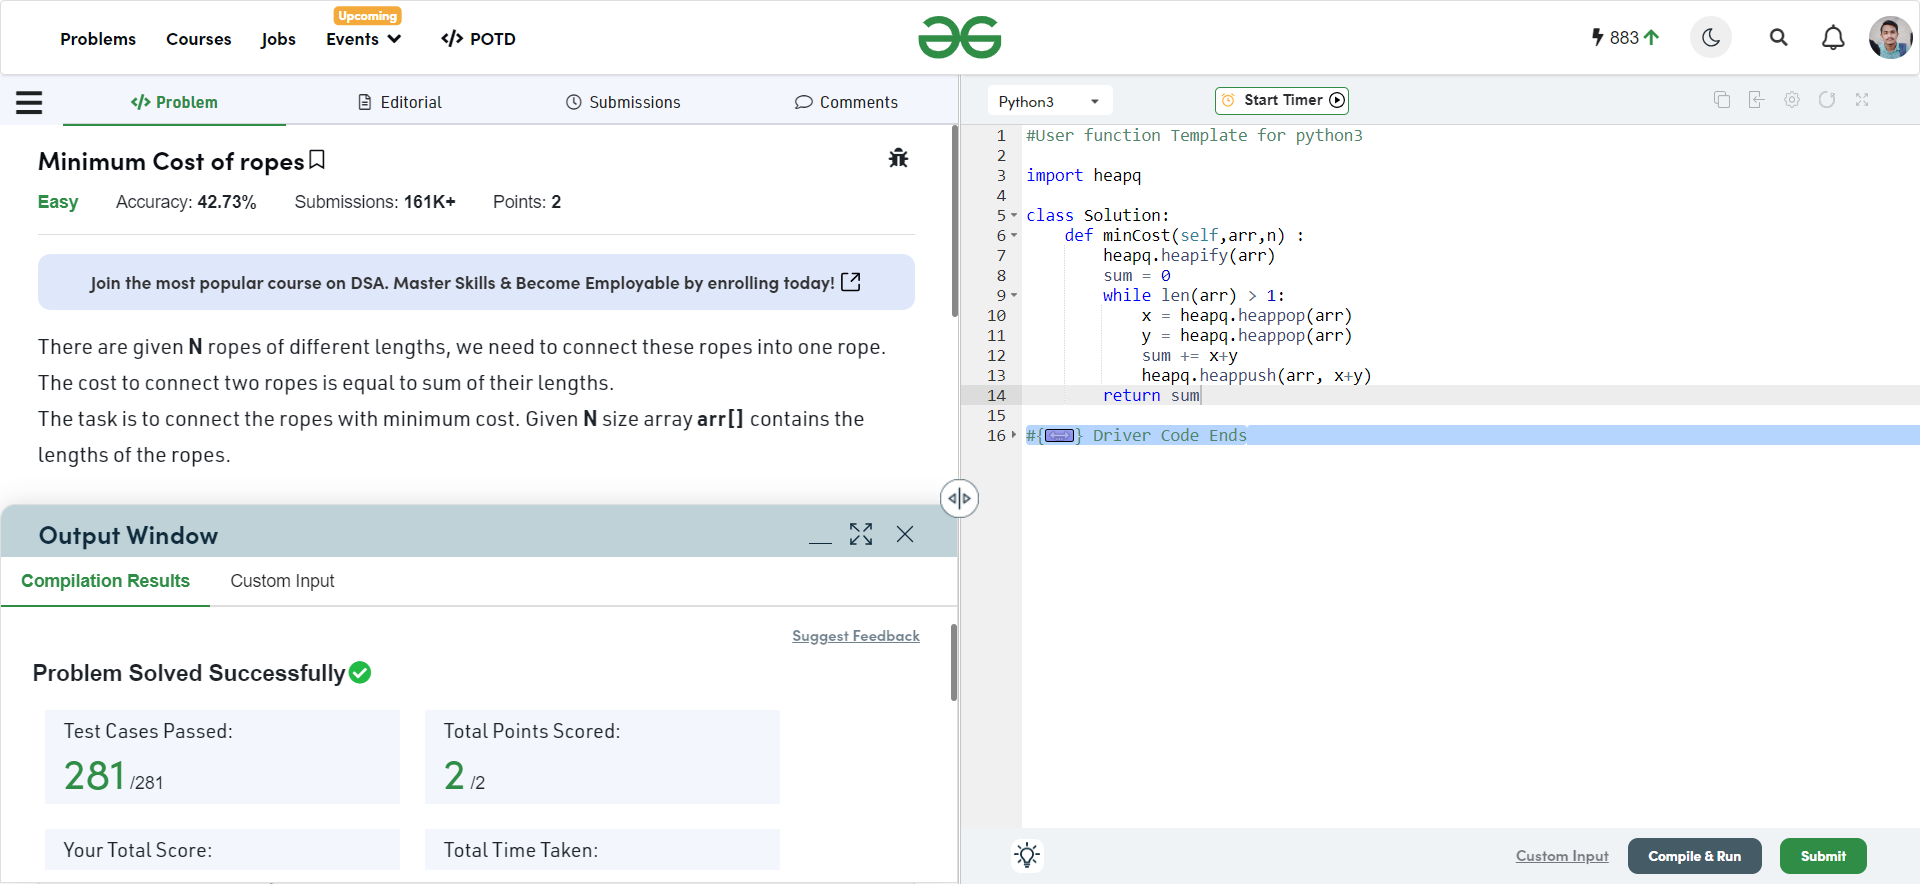 Problems Courses Jobs Events Upcoming </> POTD
883
</> Problem Editorial Submissions Comments
Minimum Cost of ropes
Easy Accuracy: 42.73% Submissions: 161K+ Points: 2
Join the most popular course on DSA. Master Skills & Become Employable by enrolling today!
There are given N ropes of different lengths, we need to connect these ropes into one rope.
The cost to connect two ropes is equal to sum of their lengths.
The task is to connect the ropes with minimum cost. Given N size array arr[] contains the
lengths of the ropes.
Output Window
Compilation Results Custom Input
Suggest Feedback
Problem Solved Successfully
Test Cases Passed:
281 /281
Total Points Scored:
2 /2
Your Total Score:
Total Time Taken:
Python3 Start Timer
1 #User function Template for python3
2
3 import heapq
4
5 class Solution:
6 def minCost(self,arr,n) :
7 heapq.heapify(arr)
8 sum = 0
9 while len(arr) > 1:
10 x = heapq.heappop(arr)
11 y = heapq.heappop(arr)
12 sum += x+y
13 heapq.heappush(arr, x+y)
14 return sum
15
16 #{<-->} Driver Code Ends
Custom Input Compile & Run Submit